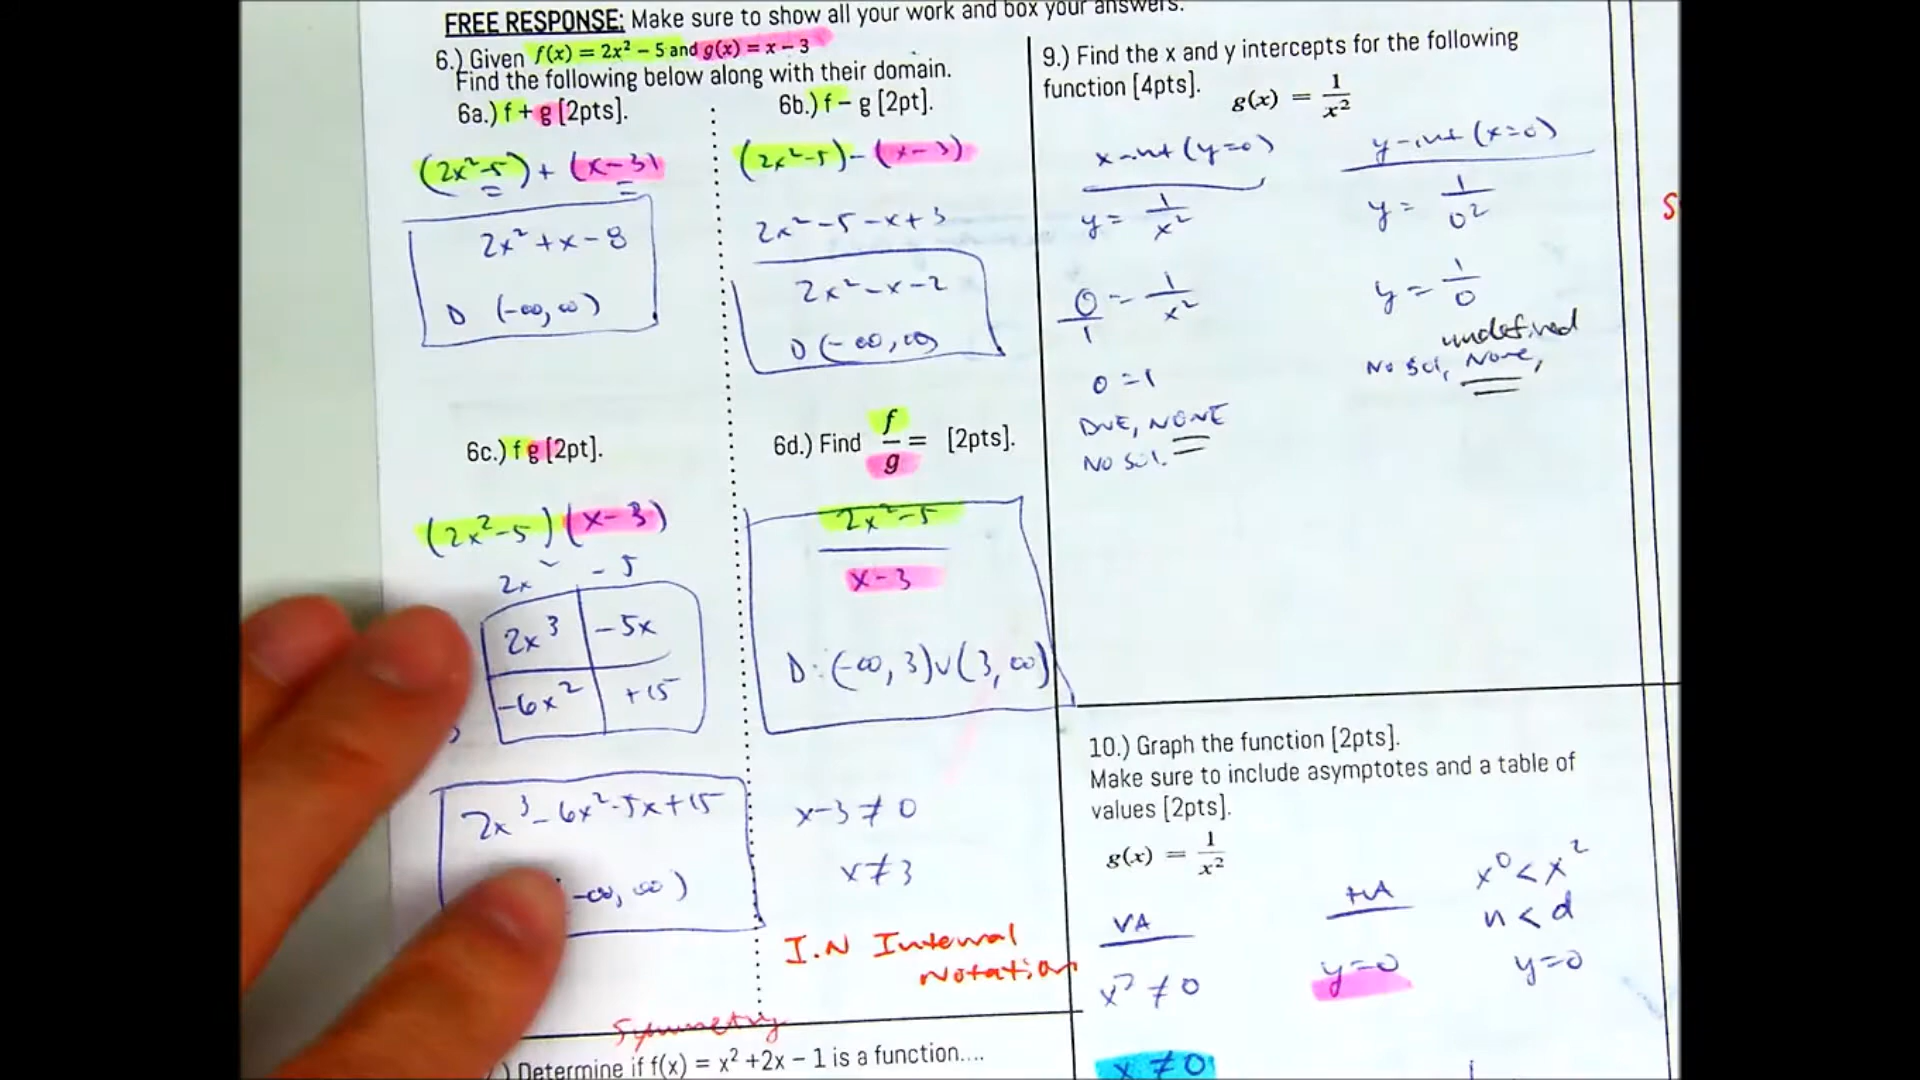 FREE RESPONSE: Make sure to show all your work and box your answers.
6.) Given f(x) = 2x² − 5 and g(x) = x − 3
Find the following below along with their domain.
6a.) f + g [2pts].
(2x²-5) + (x-3)
2x² + x - 8
D (-∞, ∞)
6b.) f − g [2pt].
(2x²-5) - (x-3)
2x² - 5 - x + 3
2x² - x - 2
D (-∞, ∞)
6c.) f g [2pt].
(2x²-5)(x-3)
2x² - 5
2x³ -5x
-6x² +15
2x³ - 6x² - 5x + 15
-∞, ∞)
6d.) Find f/g = [2pts].
2x²-5
x-3
D: (-∞, 3) ∪ (3, ∞)
x-3 ≠ 0
x ≠ 3
I.N Interval
Notation
Symmetry
) Determine if f(x) = x² +2x − 1 is a function....
9.) Find the x and y intercepts for the following
function [4pts].
g(x) = 1/x²
x-int (y=0)
y = 1/x²
0/1 = 1/x²
0 = 1
DNE, NONE
No sol.
y-int (x=0)
y = 1/0²
y = 1/0
undefined
No sol, None,
10.) Graph the function [2pts].
Make sure to include asymptotes and a table of
values [2pts].
g(x) = 1/x²
VA
x² ≠ 0
x ≠ 0
HA
y=0
x⁰ < x²
n < d
y=0
S